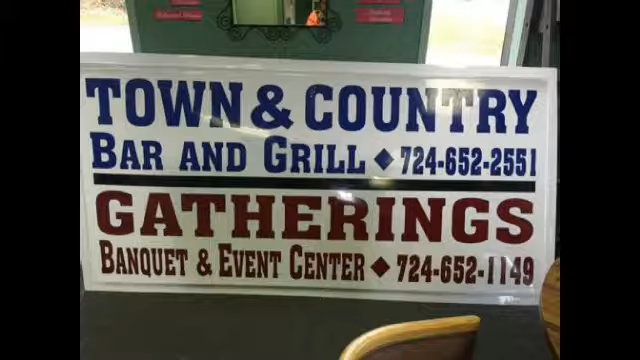 TOWN & COUNTRY
BAR AND GRILL ◆ 724-652-2551
GATHERINGS
BANQUET & EVENT CENTER ◆ 724-652-1149